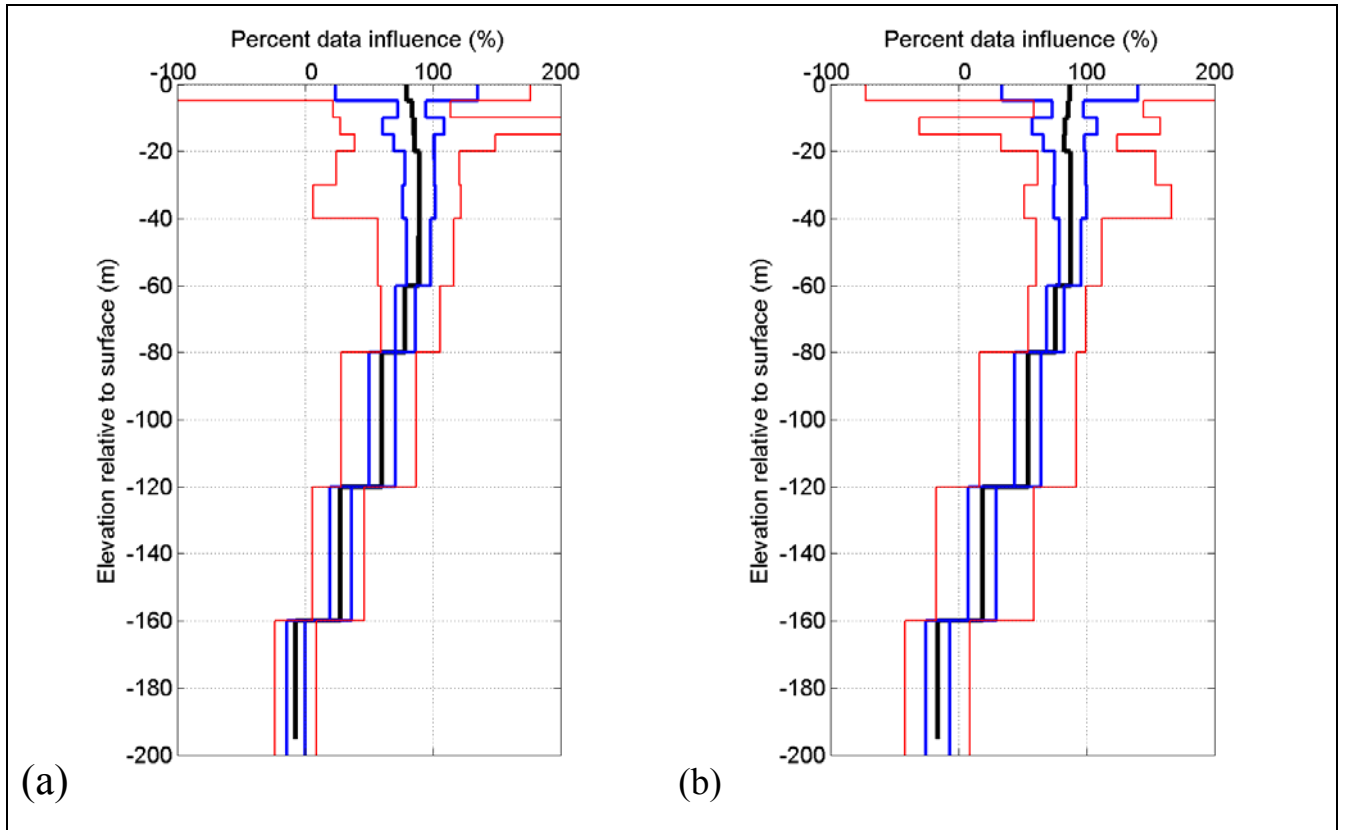 Percent data influence (%)
-100 0 100 200
0
-20
-40
-60
-80
-100
-120
-140
-160
-180
-200
Elevation relative to surface (m)
(a)
Percent data influence (%)
-100 0 100 200
0
-20
-40
-60
-80
-100
-120
-140
-160
-180
-200
Elevation relative to surface (m)
(b)